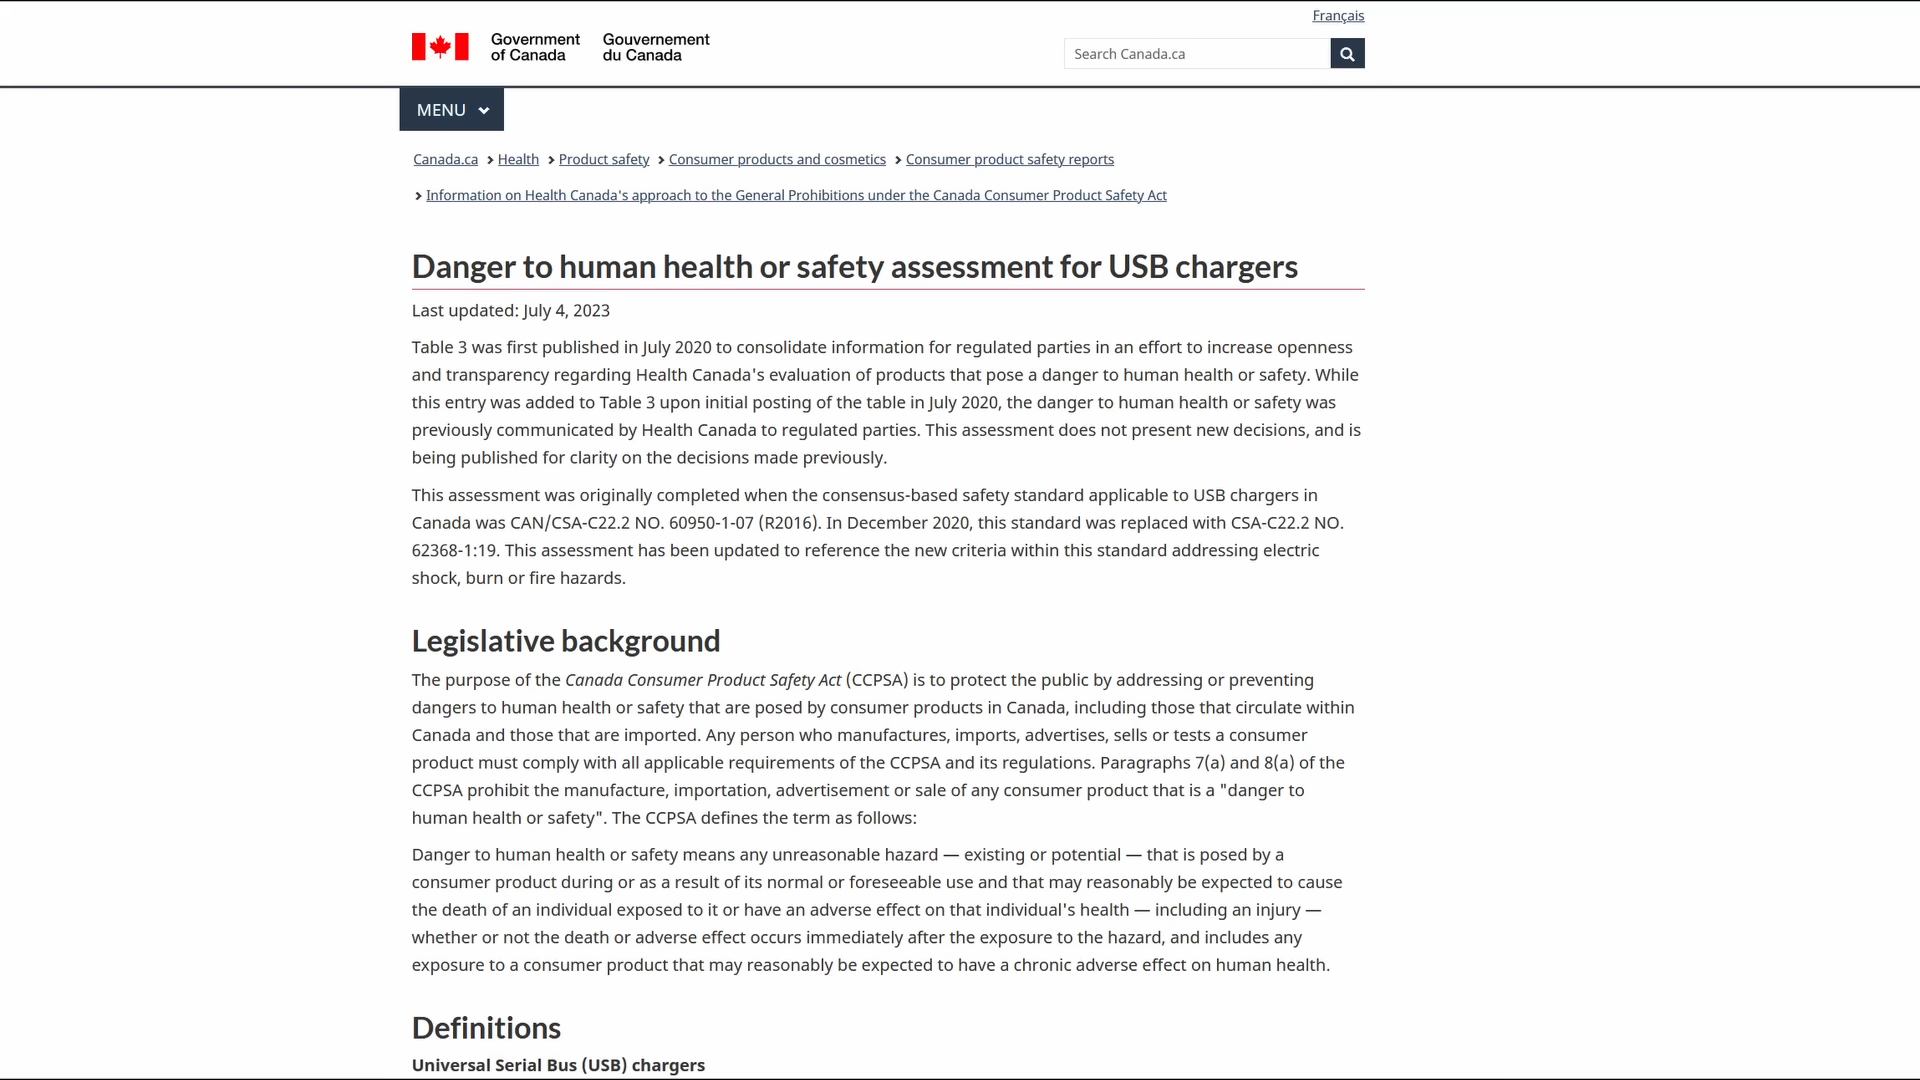 Français
Government
of Canada
Gouvernement
du Canada
Search Canada.ca
MENU
Canada.ca > Health > Product safety > Consumer products and cosmetics > Consumer product safety reports
> Information on Health Canada's approach to the General Prohibitions under the Canada Consumer Product Safety Act
Danger to human health or safety assessment for USB chargers
Last updated: July 4, 2023
Table 3 was first published in July 2020 to consolidate information for regulated parties in an effort to increase openness
and transparency regarding Health Canada's evaluation of products that pose a danger to human health or safety. While
this entry was added to Table 3 upon initial posting of the table in July 2020, the danger to human health or safety was
previously communicated by Health Canada to regulated parties. This assessment does not present new decisions, and is
being published for clarity on the decisions made previously.
This assessment was originally completed when the consensus-based safety standard applicable to USB chargers in
Canada was CAN/CSA-C22.2 NO. 60950-1-07 (R2016). In December 2020, this standard was replaced with CSA-C22.2 NO.
62368-1:19. This assessment has been updated to reference the new criteria within this standard addressing electric
shock, burn or fire hazards.
Legislative background
The purpose of the Canada Consumer Product Safety Act (CCPSA) is to protect the public by addressing or preventing
dangers to human health or safety that are posed by consumer products in Canada, including those that circulate within
Canada and those that are imported. Any person who manufactures, imports, advertises, sells or tests a consumer
product must comply with all applicable requirements of the CCPSA and its regulations. Paragraphs 7(a) and 8(a) of the
CCPSA prohibit the manufacture, importation, advertisement or sale of any consumer product that is a "danger to
human health or safety". The CCPSA defines the term as follows:
Danger to human health or safety means any unreasonable hazard — existing or potential — that is posed by a
consumer product during or as a result of its normal or foreseeable use and that may reasonably be expected to cause
the death of an individual exposed to it or have an adverse effect on that individual's health — including an injury —
whether or not the death or adverse effect occurs immediately after the exposure to the hazard, and includes any
exposure to a consumer product that may reasonably be expected to have a chronic adverse effect on human health.
Definitions
Universal Serial Bus (USB) chargers